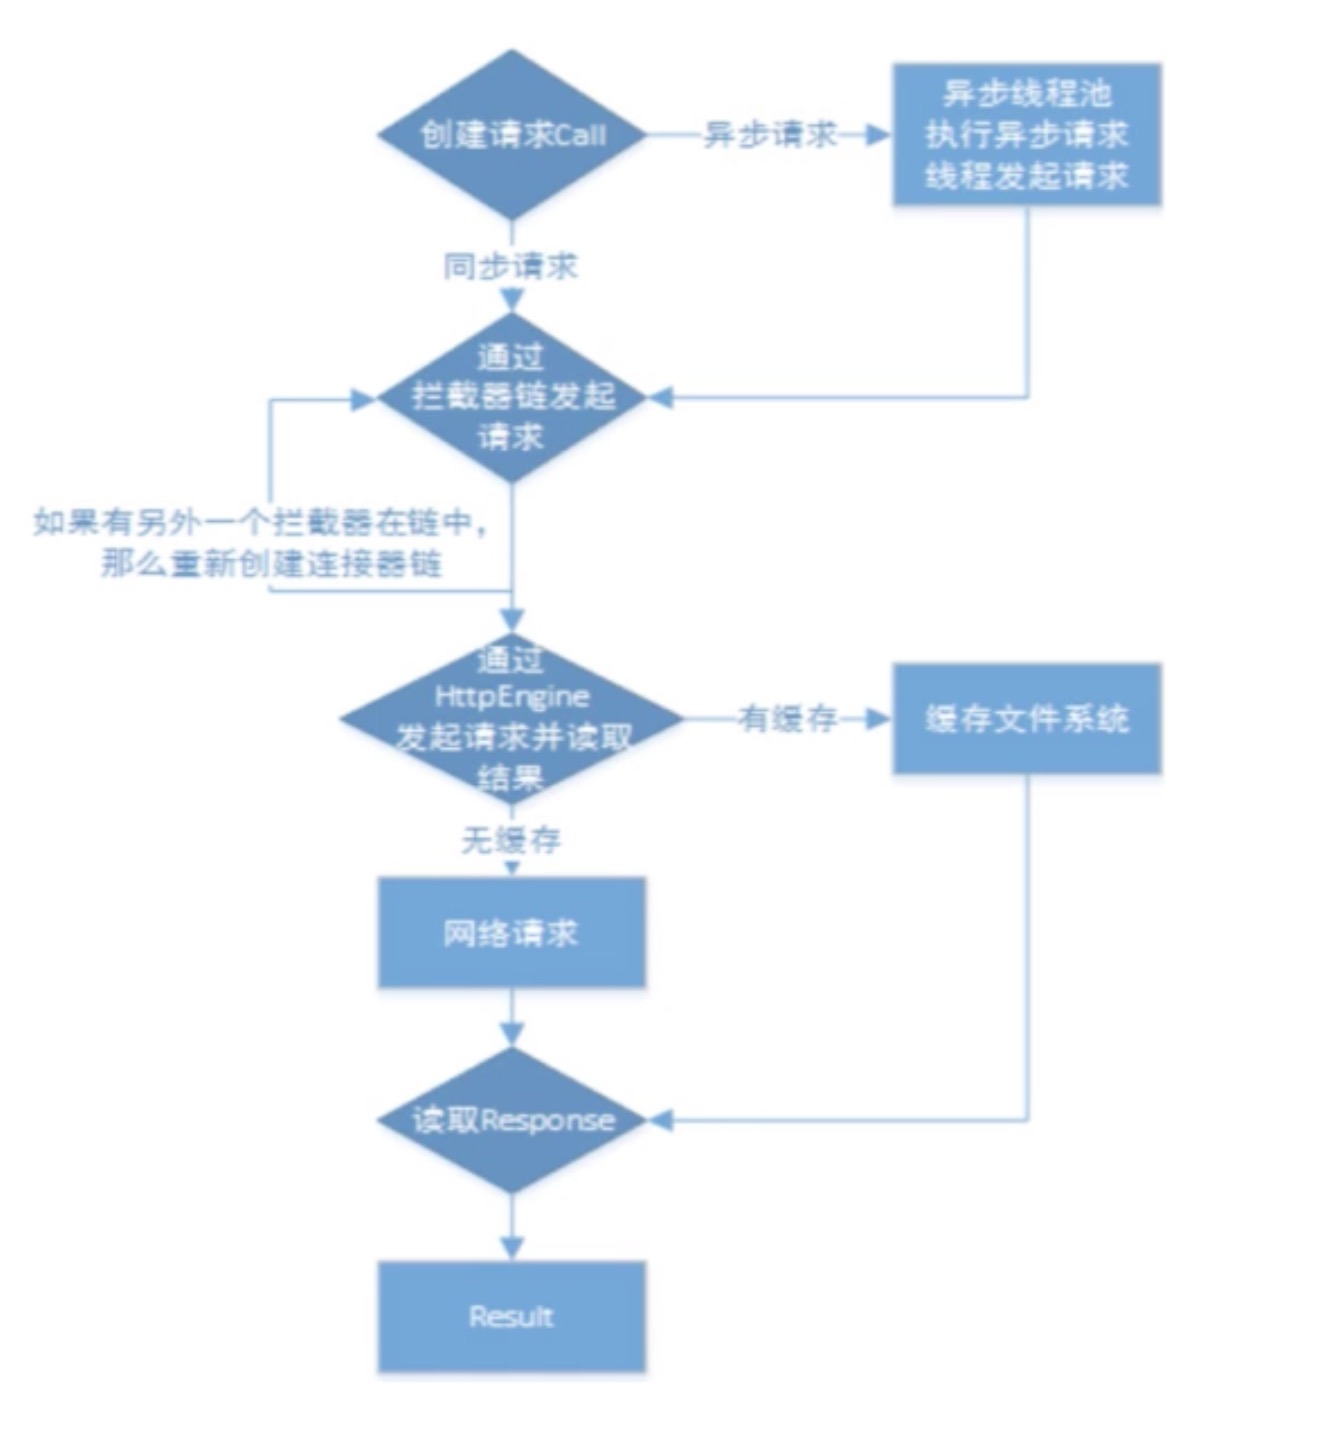 创建请求Call
异步请求
异步线程池
执行异步请求
线程发起请求
同步请求
通过
拦截器链发起
请求
如果有另外一个拦截器在链中，
那么重新创建连接器链
通过
HttpEngine
发起请求并读取
结果
有缓存
缓存文件系统
无缓存
网络请求
读取Response
Result